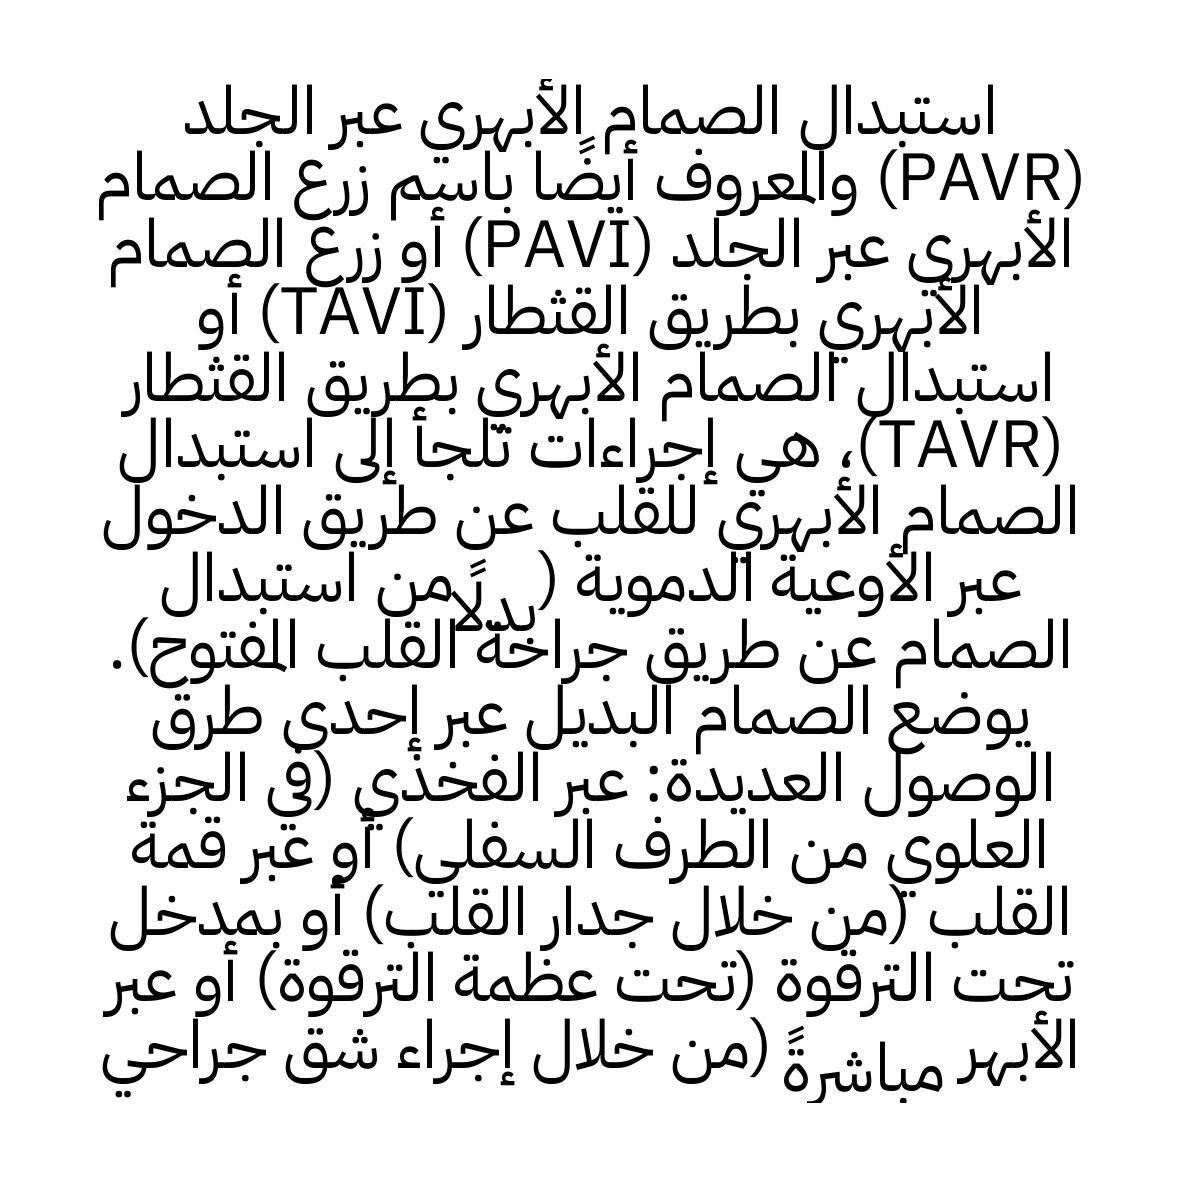 استبدال الصمام الأبهري عبر الجلد
(PAVR) والمعروف أيضًا باسم زرع الصمام
الأبهري عبر الجلد (PAVI) أو زرع الصمام
الأبهري بطريق القثطار (TAVI) أو
استبدال الصمام الأبهري بطريق القثطار
(TAVR)، هي إجراءات تلجأ إلى استبدال
الصمام الأبهري للقلب عن طريق الدخول
عبر الأوعية الدموية (بدلًا من استبدال
الصمام عن طريق جراحة القلب المفتوح).
يوضع الصمام البديل عبر إحدى طرق
الوصول العديدة: عبر الفخذي (في الجزء
العلوي من الطرف السفلي) أو عبر قمة
القلب (من خلال جدار القلب) أو بمدخل
تحت الترقوة (تحت عظمة الترقوة) أو عبر
الأبهر مباشرةً (من خلال إجراء شق جراحي